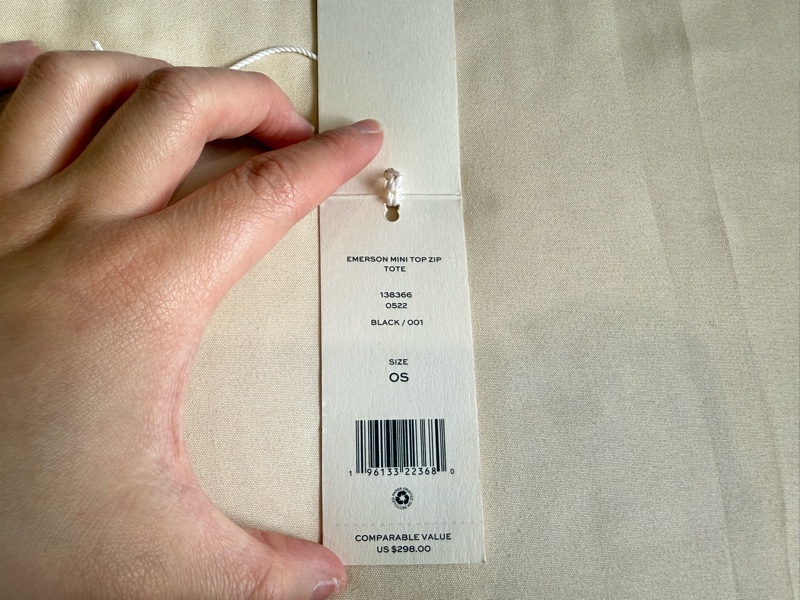 EMERSON MINI TOP ZIP
TOTE
138366
0522
BLACK / 001
SIZE
OS
1 96133 22368 0
COMPARABLE VALUE
US $298.00